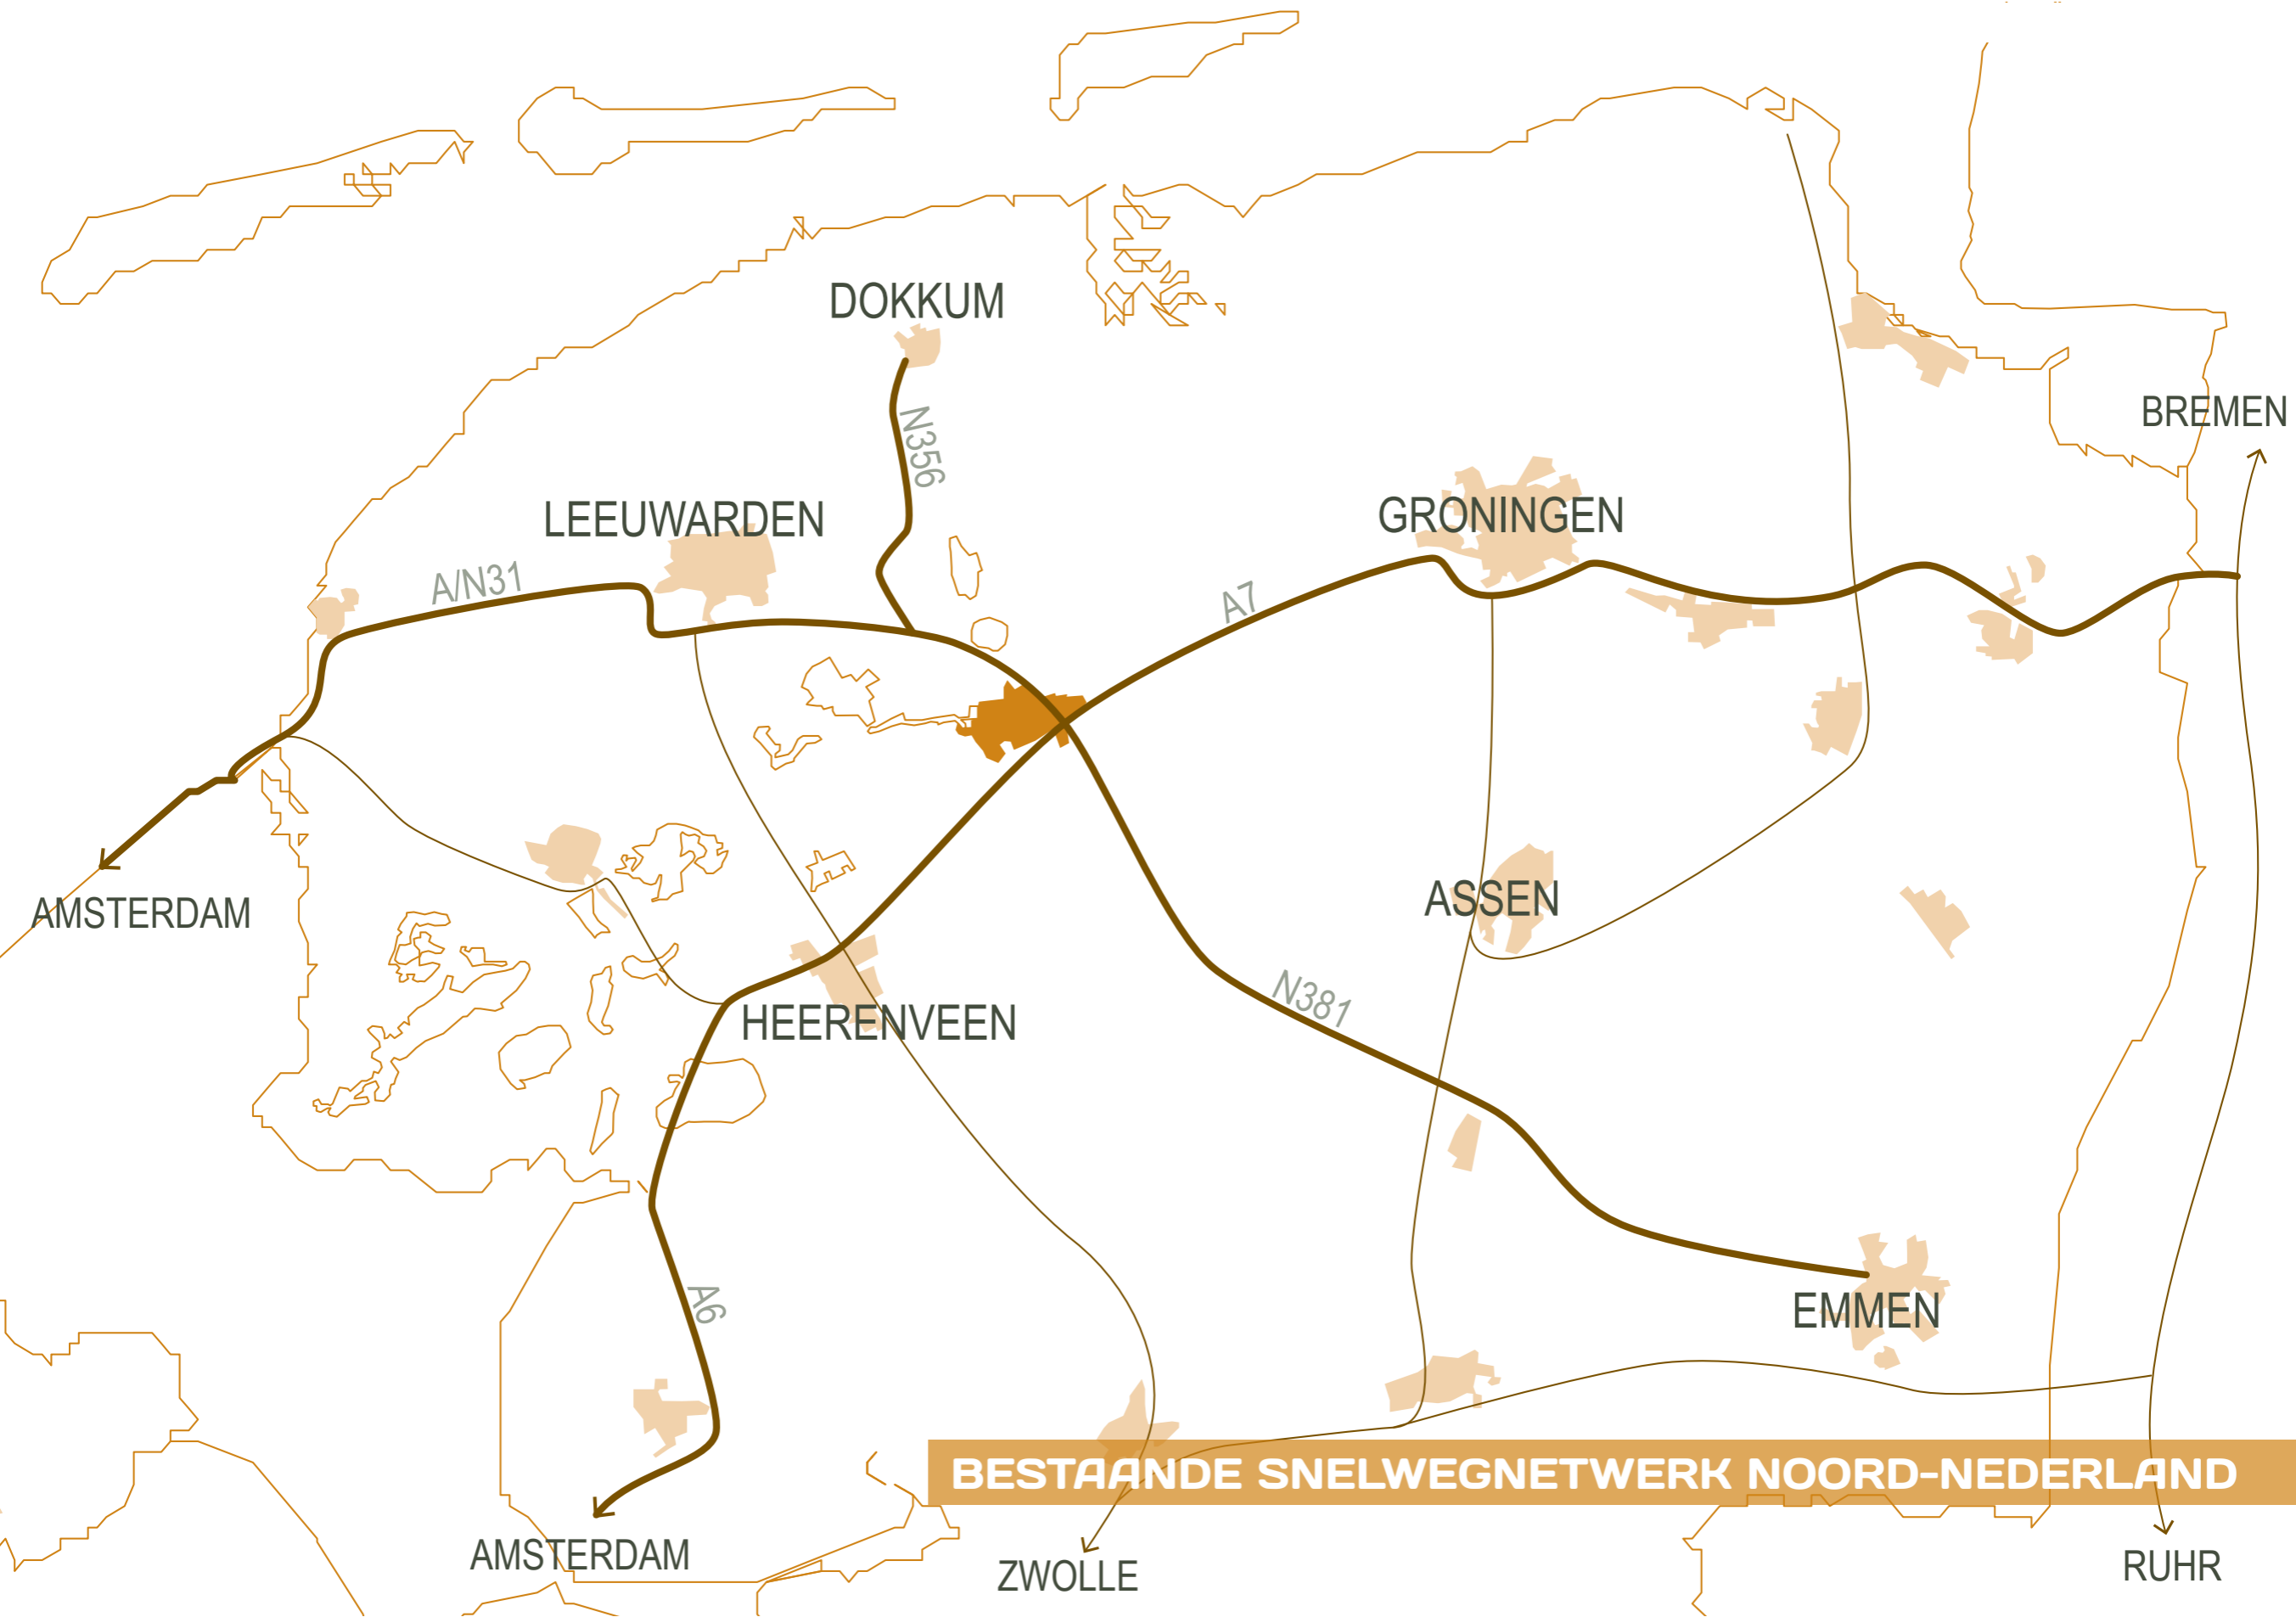 DOKKUM
BREMEN
N356
LEEUWARDEN
GRONINGEN
A/N31
A7
ASSEN
AMSTERDAM
N381
HEERENVEEN
A6
EMMEN
BESTAANDE SNELWEGNETWERK NOORD-NEDERLAND
AMSTERDAM
ZWOLLE
RUHR